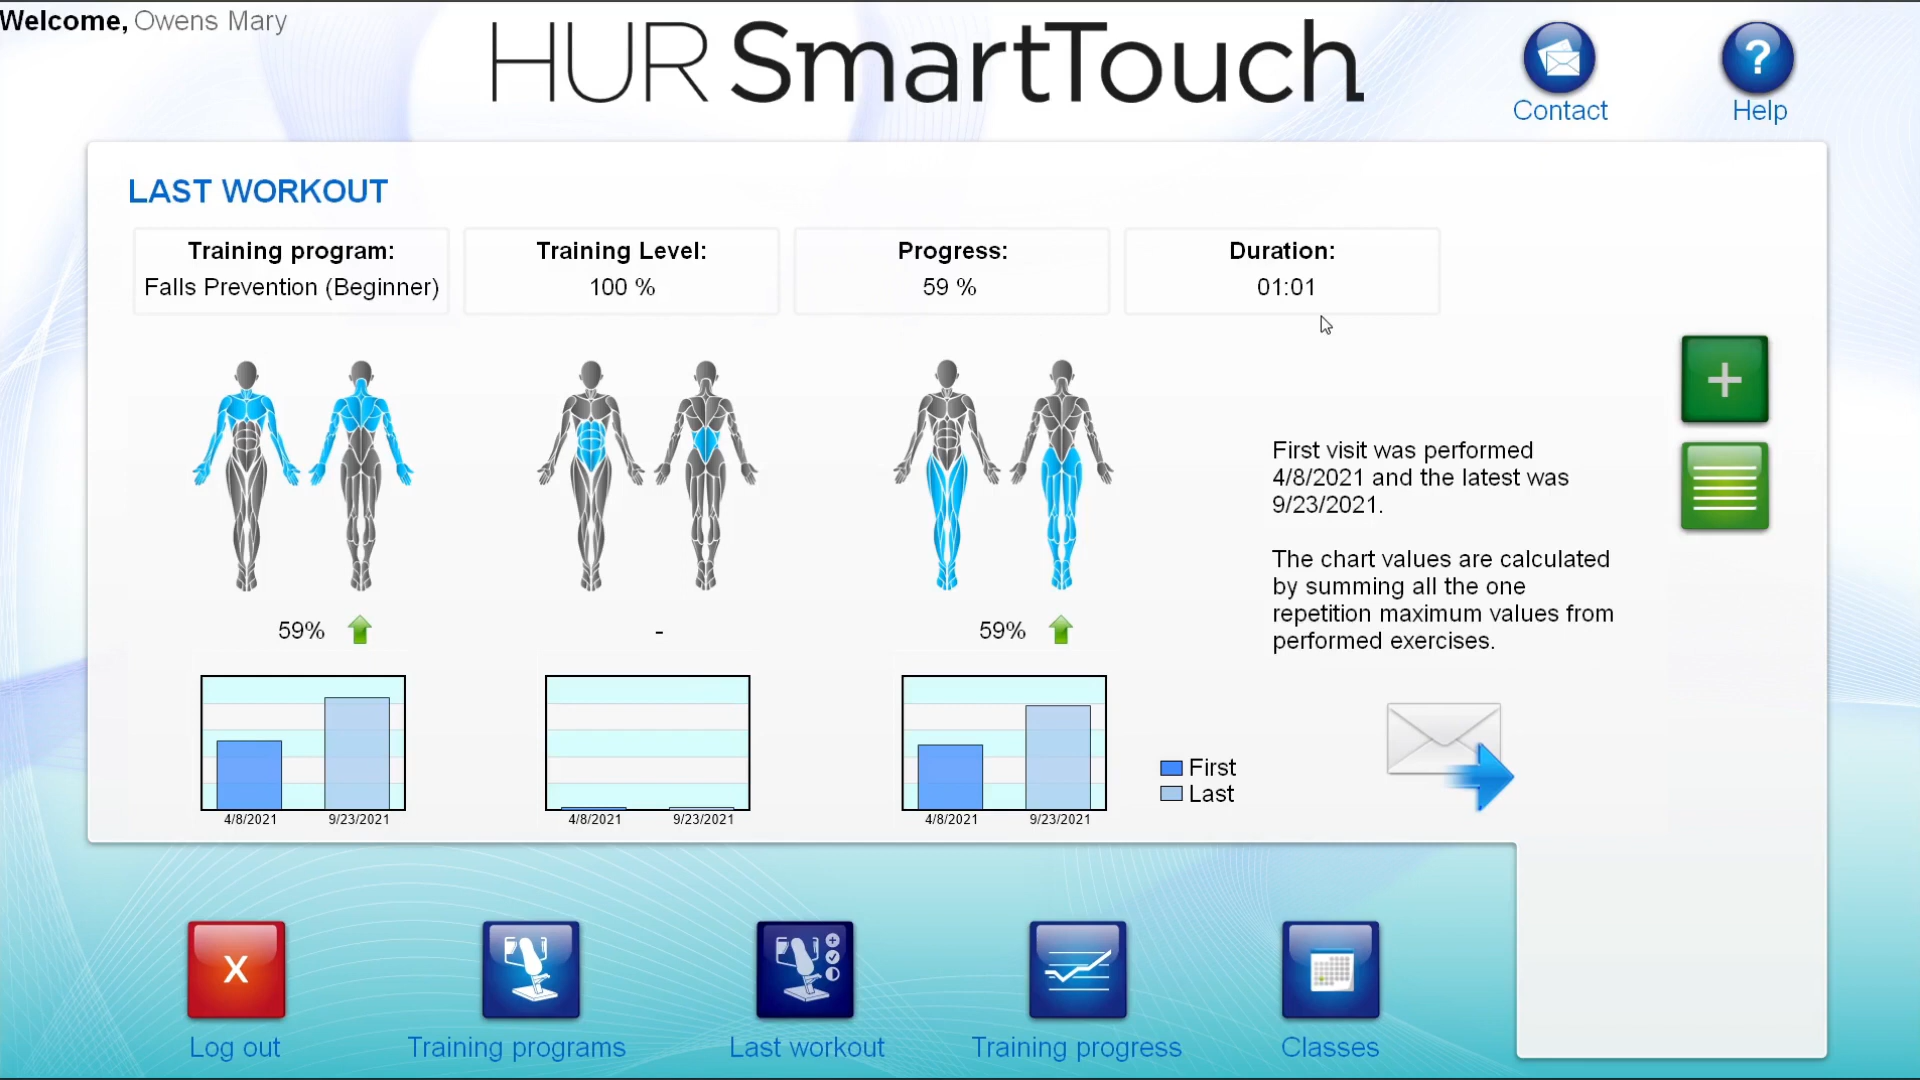 Welcome, Owens Mary
HUR SmartTouch
Contact
Help
LAST WORKOUT
Training program:
Falls Prevention (Beginner)
Training Level:
100 %
Progress:
59 %
Duration:
01:01
First visit was performed
4/8/2021 and the latest was
9/23/2021.
The chart values are calculated
by summing all the one
repetition maximum values from
performed exercises.
59%
-
59%
4/8/2021
9/23/2021
4/8/2021
9/23/2021
4/8/2021
9/23/2021
First
Last
X
Log out
Training programs
Last workout
Training progress
Classes